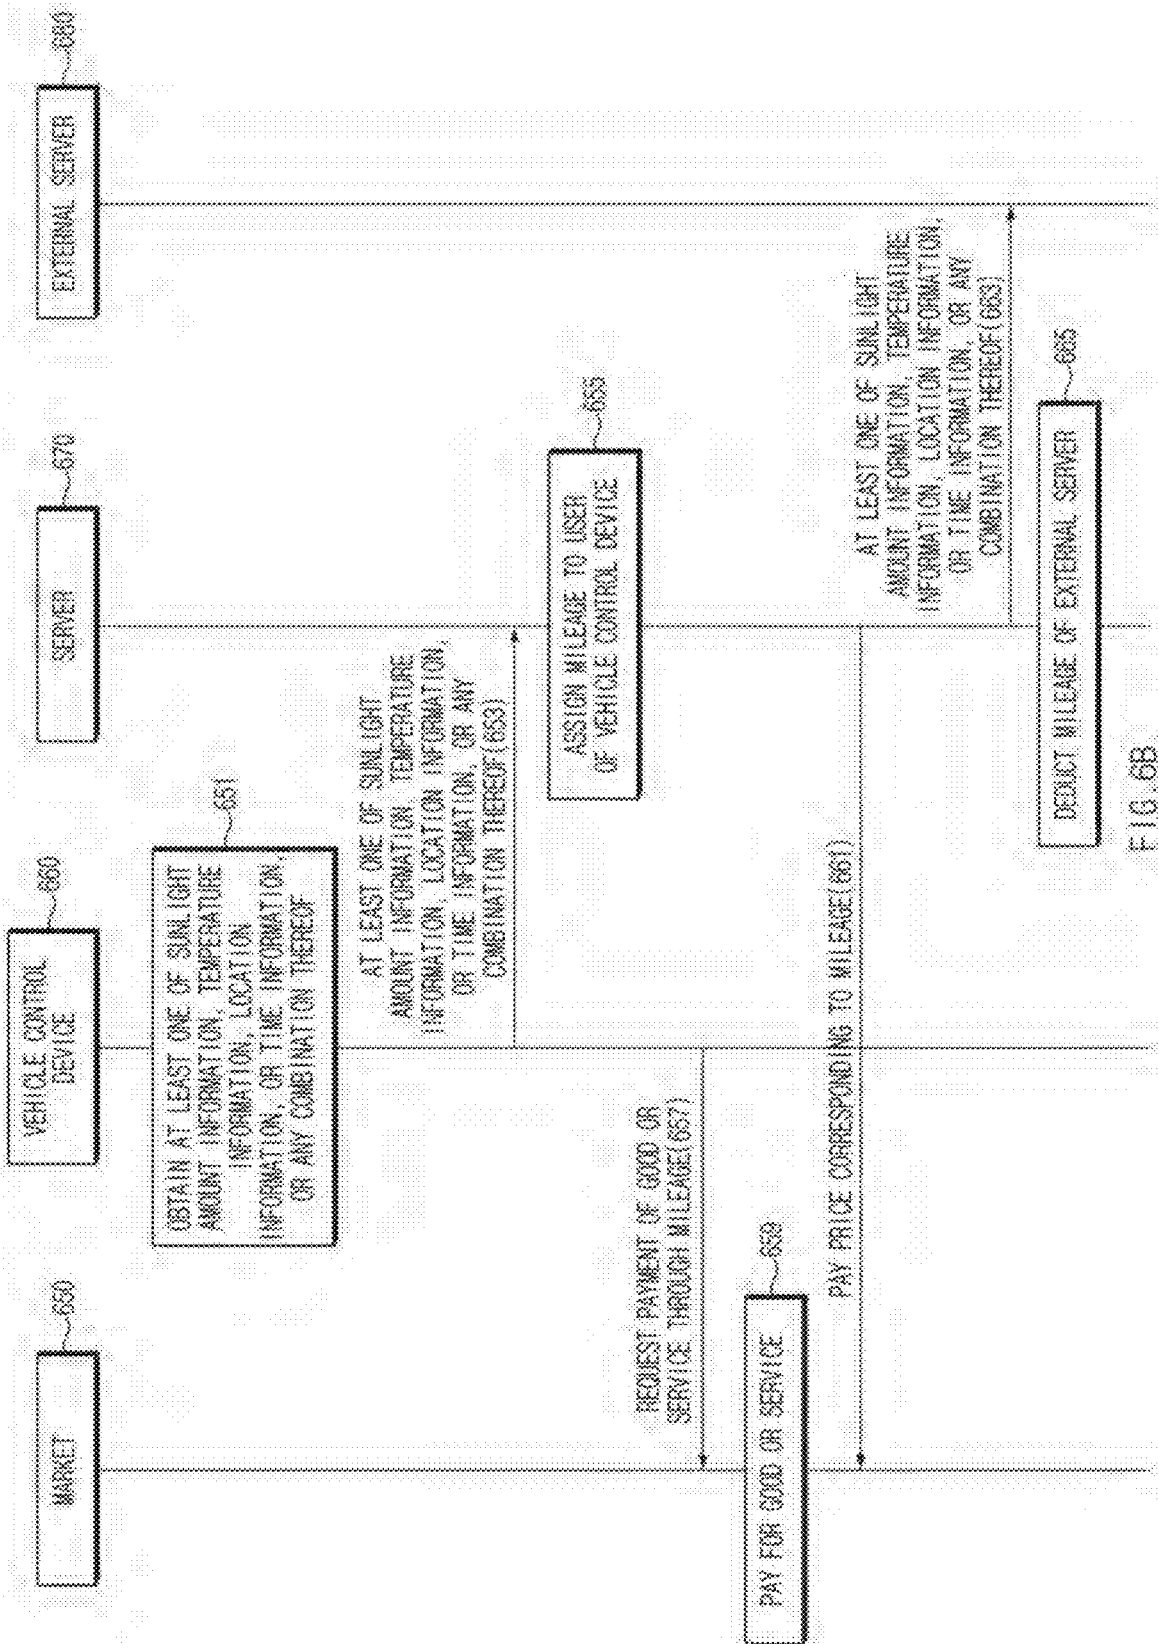 MARKET
650
VEHICLE CONTROL
DEVICE
660
SERVER
670
EXTERNAL SERVER
680
651
OBTAIN AT LEAST ONE OF SUNLIGHT
AMOUNT INFORMATION, TEMPERATURE
INFORMATION, LOCATION
INFORMATION, OR TIME INFORMATION,
OR ANY COMBINATION THEREOF
AT LEAST ONE OF SUNLIGHT
AMOUNT INFORMATION, TEMPERATURE
INFORMATION, LOCATION INFORMATION,
OR TIME INFORMATION, OR ANY
COMBINATION THEREOF(653)
655
ASSIGN MILEAGE TO USER
OF VEHICLE CONTROL DEVICE
REQUEST PAYMENT OF GOOD OR
SERVICE THROUGH MILEAGE(657)
659
PAY FOR GOOD OR SERVICE
PAY PRICE CORRESPONDING TO MILEAGE(661)
AT LEAST ONE OF SUNLIGHT
AMOUNT INFORMATION, TEMPERATURE
INFORMATION, LOCATION INFORMATION,
OR TIME INFORMATION, OR ANY
COMBINATION THEREOF(663)
665
DEDUCT MILEAGE OF EXTERNAL SERVER
FIG.6B